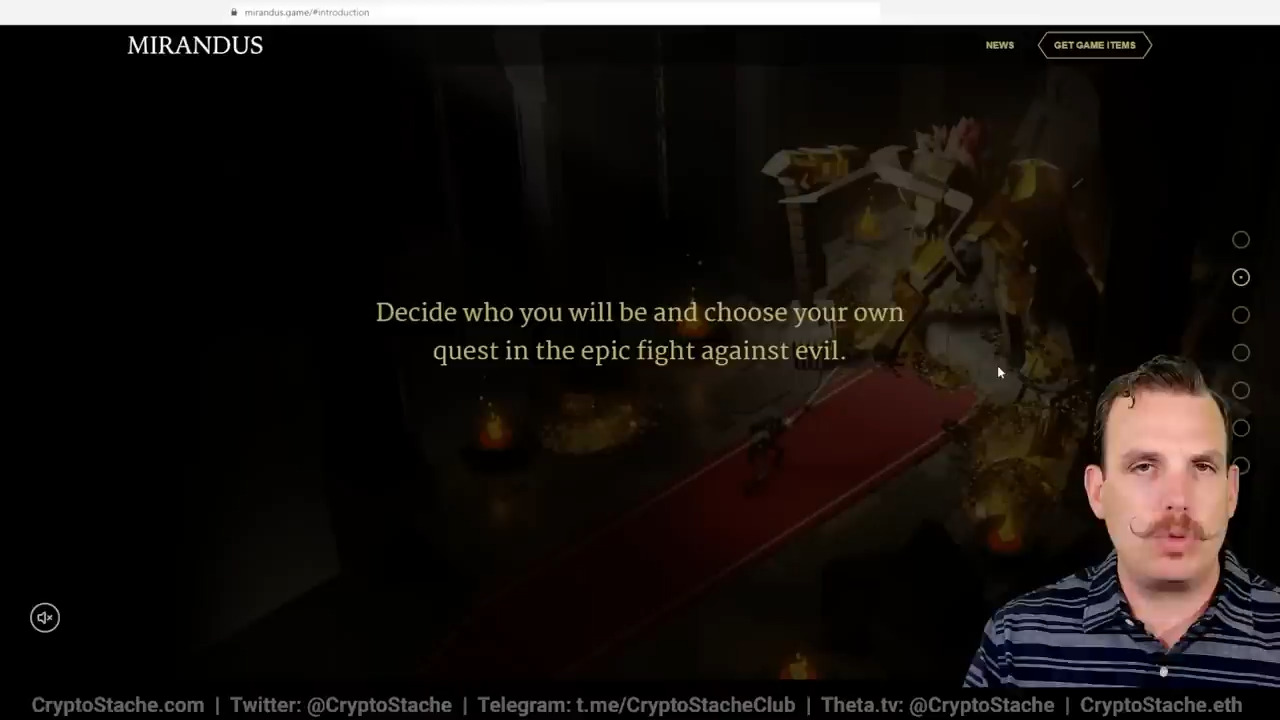 mirandus.game/#introduction
MIRANDUS
NEWS
GET GAME ITEMS
Decide who you will be and choose your own
quest in the epic fight against evil.
CryptoStache.com | Twitter: @CryptoStache | Telegram: t.me/CryptoStacheClub | Theta.tv: @CryptoStache | CryptoStache.eth